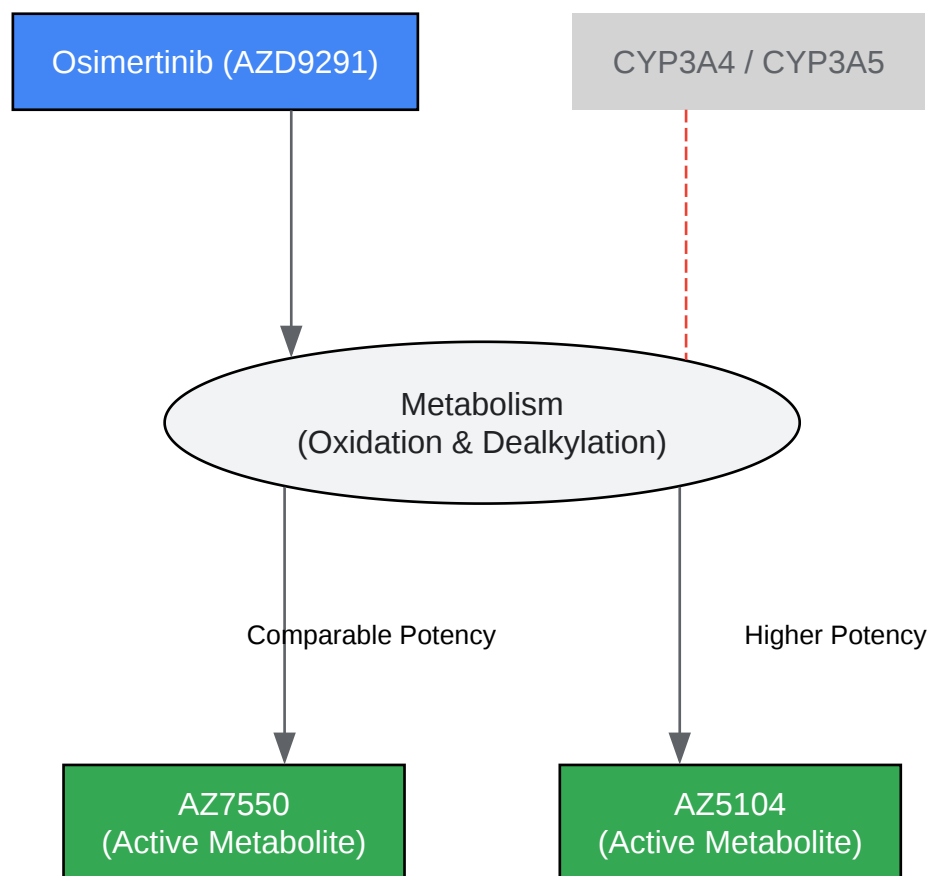 Osimertinib (AZD9291)
CYP3A4 / CYP3A5
Metabolism
(Oxidation & Dealkylation)
Comparable Potency
Higher Potency
AZ7550
(Active Metabolite)
AZ5104
(Active Metabolite)